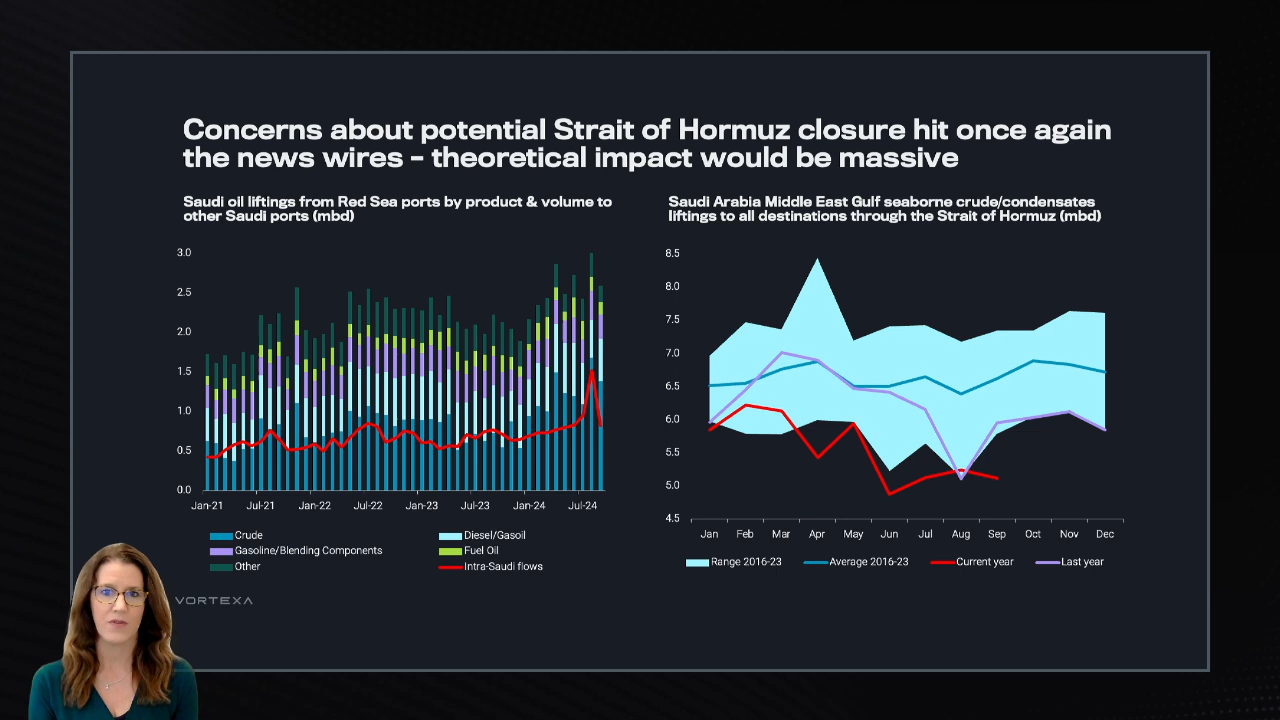 Concerns about potential Strait of Hormuz closure hit once again
the news wires – theoretical impact would be massive
Saudi oil liftings from Red Sea ports by product & volume to
other Saudi ports (mbd)
3.0
2.5
2.0
1.5
1.0
0.5
0.0
Jan-21 Jul-21 Jan-22 Jul-22 Jan-23 Jul-23 Jan-24 Jul-24
Crude Diesel/Gasoil
Gasoline/Blending Components Fuel Oil
Other Intra-Saudi flows
Saudi Arabia Middle East Gulf seaborne crude/condensates
liftings to all destinations through the Strait of Hormuz (mbd)
8.5
8.0
7.5
7.0
6.5
6.0
5.5
5.0
4.5
Jan Feb Mar Apr May Jun Jul Aug Sep Oct Nov Dec
Range 2016-23 Average 2016-23 Current year Last year
VORTEXA